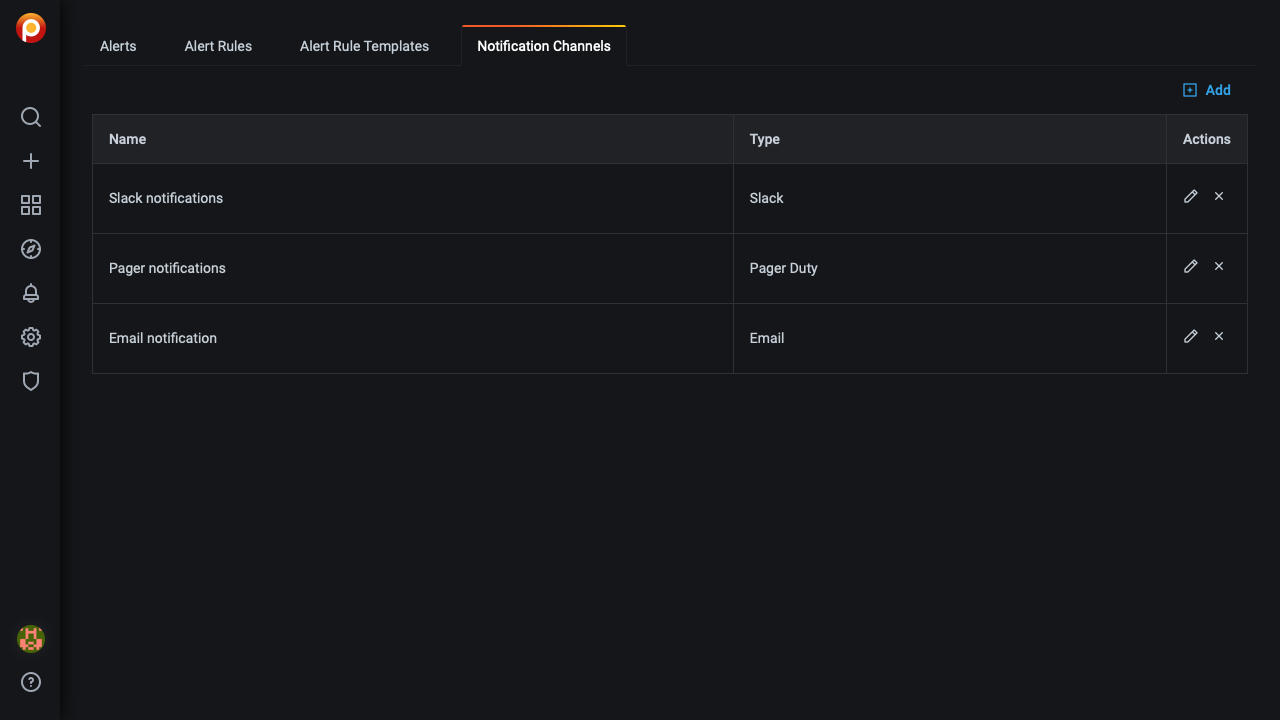 Alerts
Alert Rules
Alert Rule Templates
Notification Channels
Add
Name
Type
Actions
Slack notifications
Slack
Pager notifications
Pager Duty
Email notification
Email